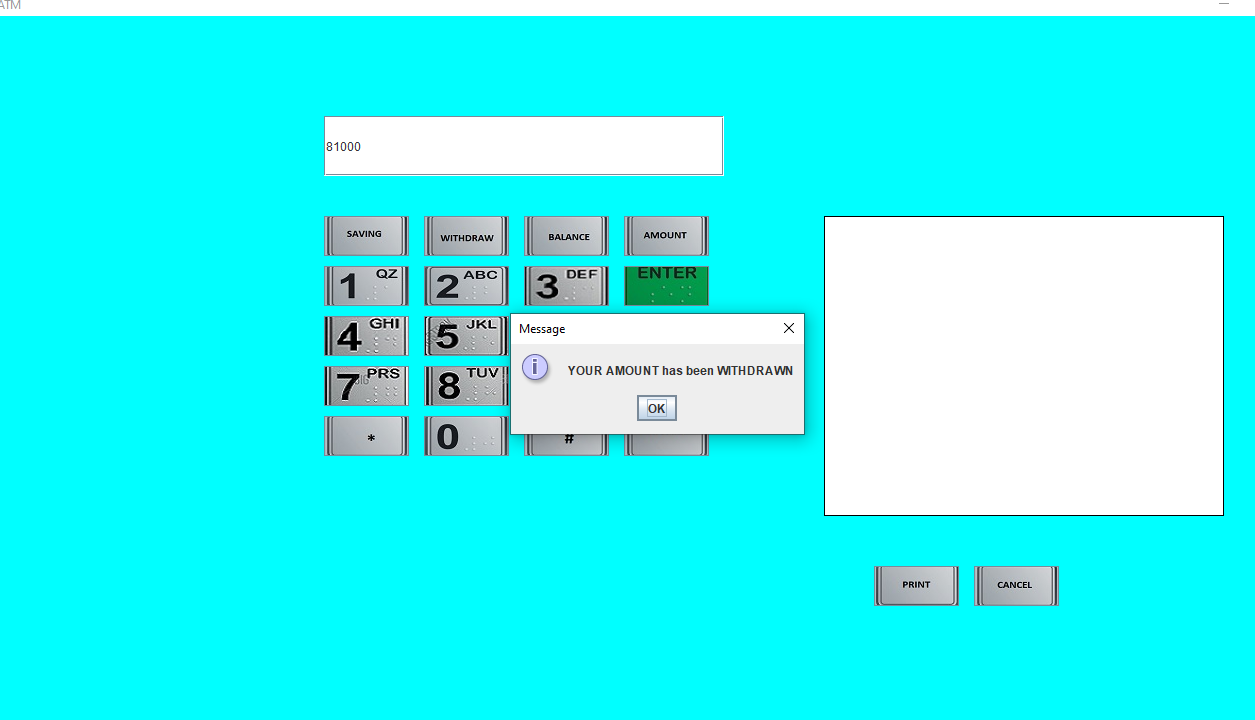 ATM
81000
SAVING WITHDRAW BALANCE AMOUNT
1 QZ 2 ABC 3 DEF ENTER
4 GHI 5 JKL
Message
YOUR AMOUNT has been WITHDRAWN
7 PRS 8 TUV
OK
* 0 #
PRINT CANCEL